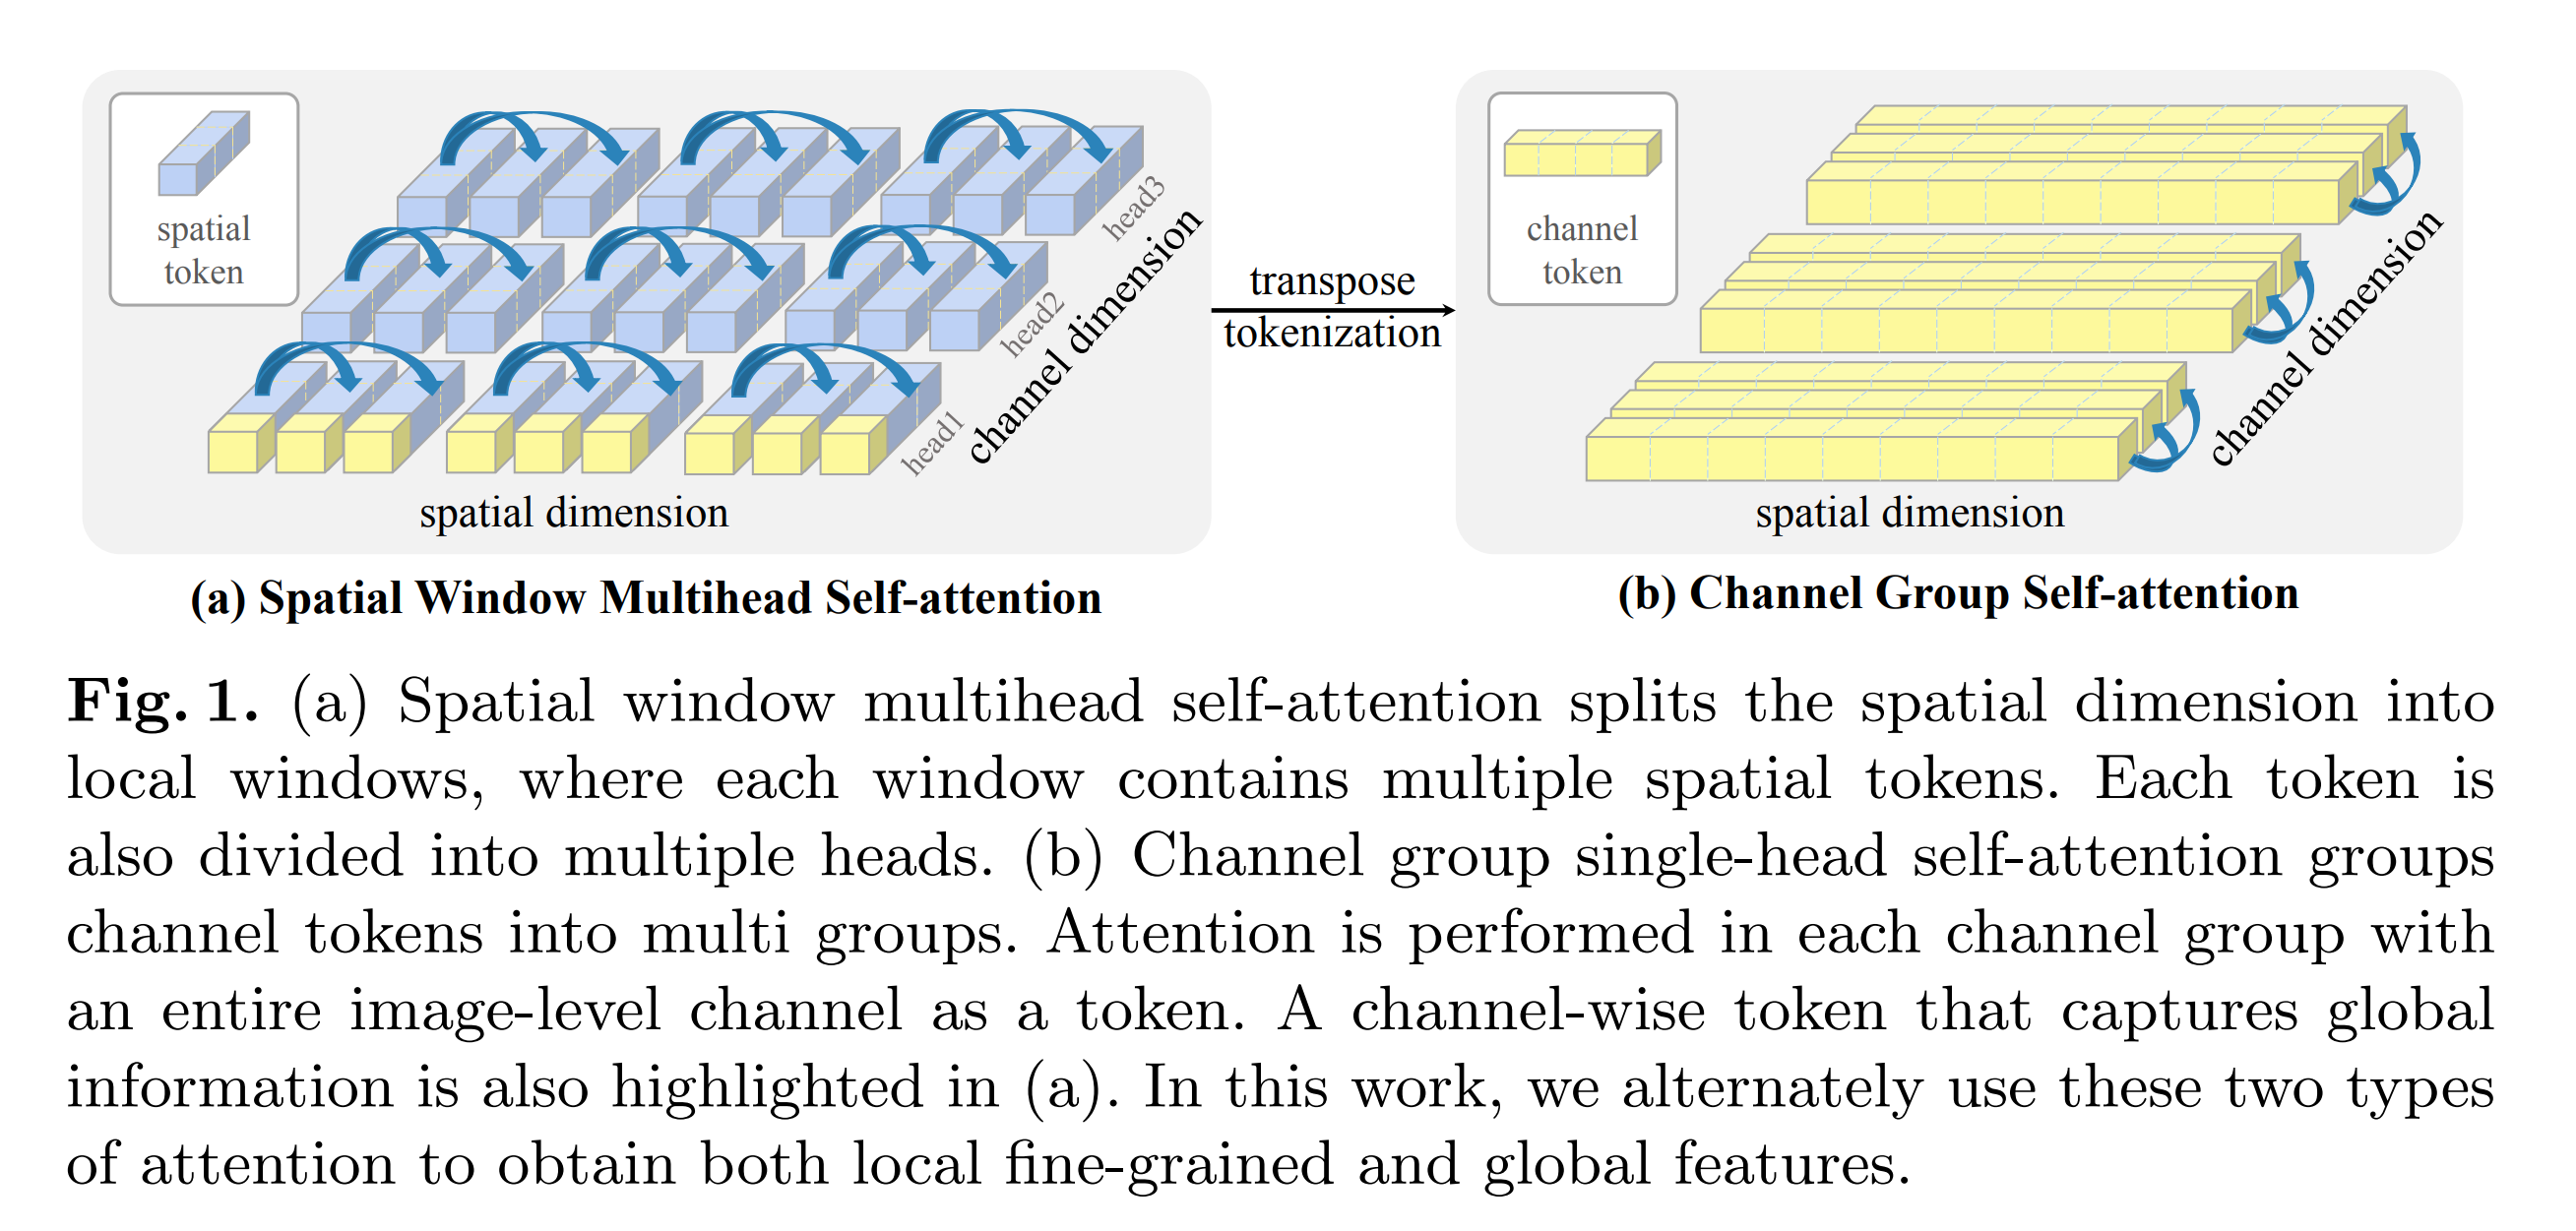 spatial
token
head3
head2
head1
channel dimension
spatial dimension
transpose
tokenization
channel
token
channel dimension
spatial dimension
(a) Spatial Window Multihead Self-attention
(b) Channel Group Self-attention
Fig. 1. (a) Spatial window multihead self-attention splits the spatial dimension into
local windows, where each window contains multiple spatial tokens. Each token is
also divided into multiple heads. (b) Channel group single-head self-attention groups
channel tokens into multi groups. Attention is performed in each channel group with
an entire image-level channel as a token. A channel-wise token that captures global
information is also highlighted in (a). In this work, we alternately use these two types
of attention to obtain both local fine-grained and global features.